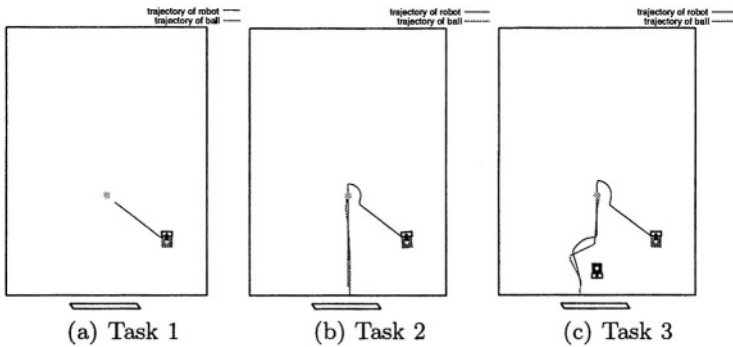 trajectory of robot
trajectory of ball
trajectory of robot
trajectory of ball
trajectory of robot
trajectory of ball
(a) Task 1
(b) Task 2
(c) Task 3